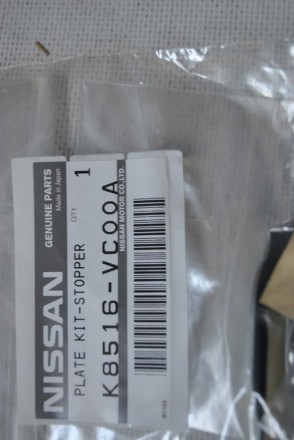 NISSAN
GENUINE PARTS
Made in Japan
PLATE KIT-STOPPER
QTY
1
K8516-VC00A
NISSAN MOTOR CO.,LTD.